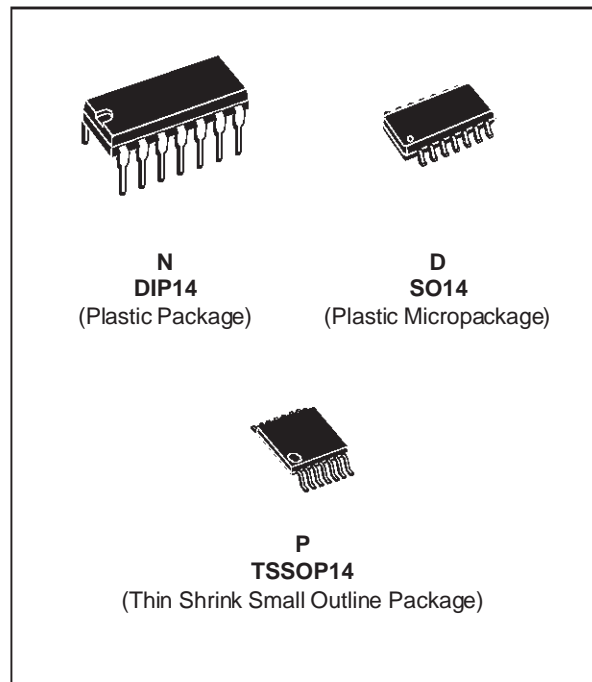 N
DIP14
(Plastic Package)
D
SO14
(Plastic Micropackage)
P
TSSOP14
(Thin Shrink Small Outline Package)